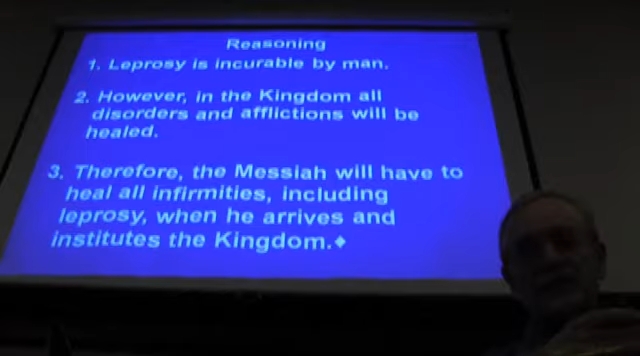 Reasoning
1. Leprosy is incurable by man.
2. However, in the Kingdom all
disorders and afflictions will be
healed.
3. Therefore, the Messiah will have to
heal all infirmities, including
leprosy, when he arrives and
institutes the Kingdom.♦